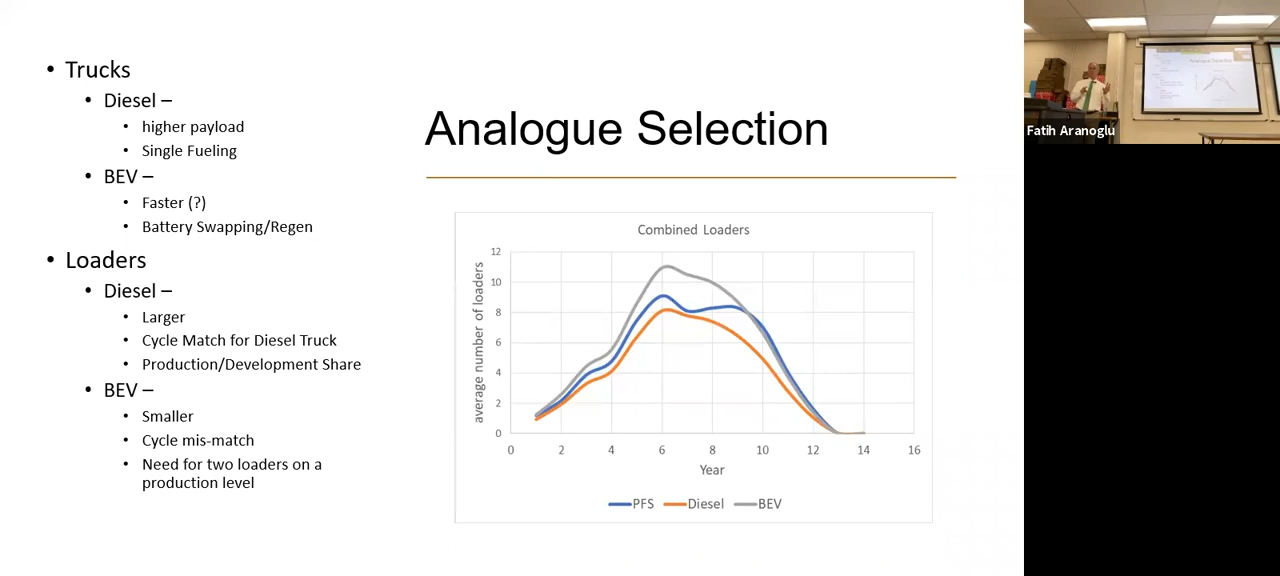 • Trucks
• Diesel –
• higher payload
• Single Fueling
• BEV –
• Faster (?)
• Battery Swapping/Regen
• Loaders
• Diesel –
• Larger
• Cycle Match for Diesel Truck
• Production/Development Share
• BEV –
• Smaller
• Cycle mis-match
• Need for two loaders on a
production level
Analogue Selection
Combined Loaders
average number of loaders
12
10
8
6
4
2
0
0 2 4 6 8 10 12 14 16
Year
PFS Diesel BEV
Analogue Selection
Fatih Aranoglu